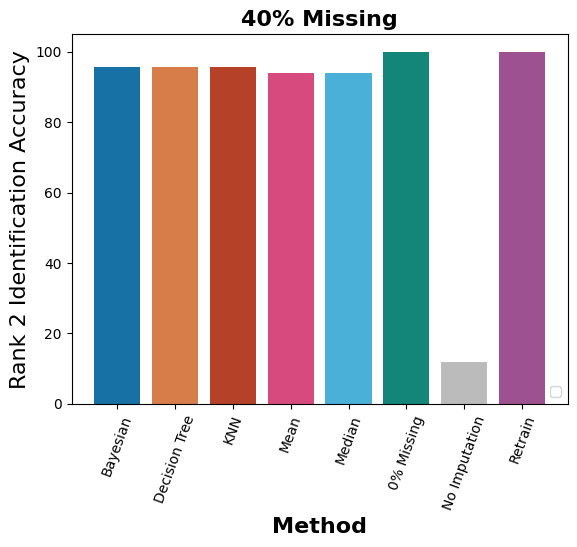 40% Missing
Rank 2 Identification Accuracy
100
80
60
40
20
0
Bayesian
Decision Tree
KNN
Mean
Median
0% Missing
No Imputation
Retrain
Method